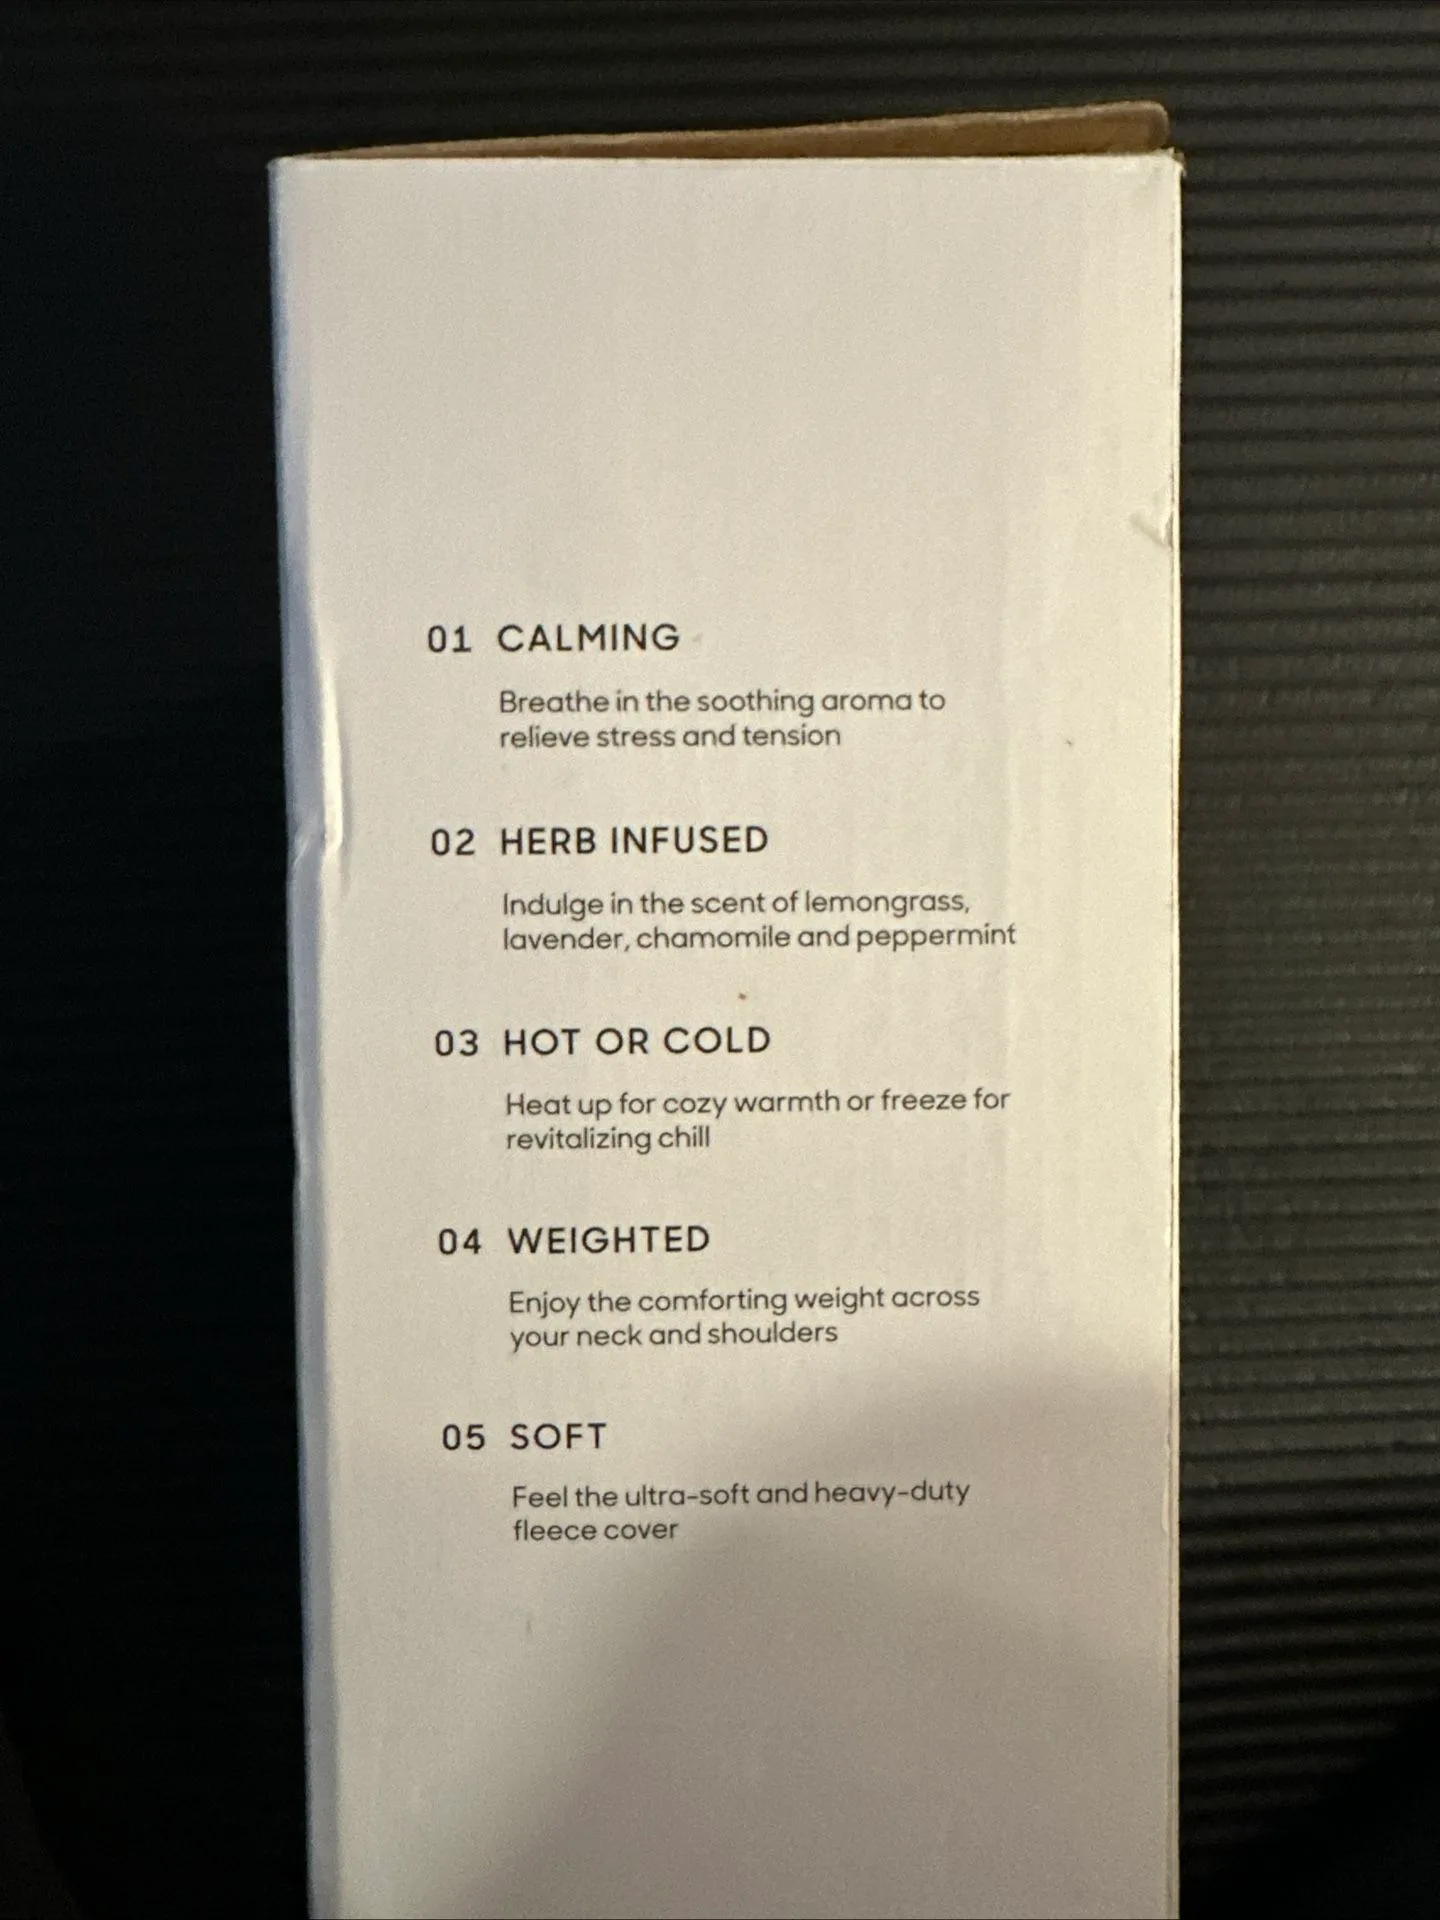 01 CALMING
Breathe in the soothing aroma to
relieve stress and tension
02 HERB INFUSED
Indulge in the scent of lemongrass,
lavender, chamomile and peppermint
03 HOT OR COLD
Heat up for cozy warmth or freeze for
revitalizing chill
04 WEIGHTED
Enjoy the comforting weight across
your neck and shoulders
05 SOFT
Feel the ultra-soft and heavy-duty
fleece cover